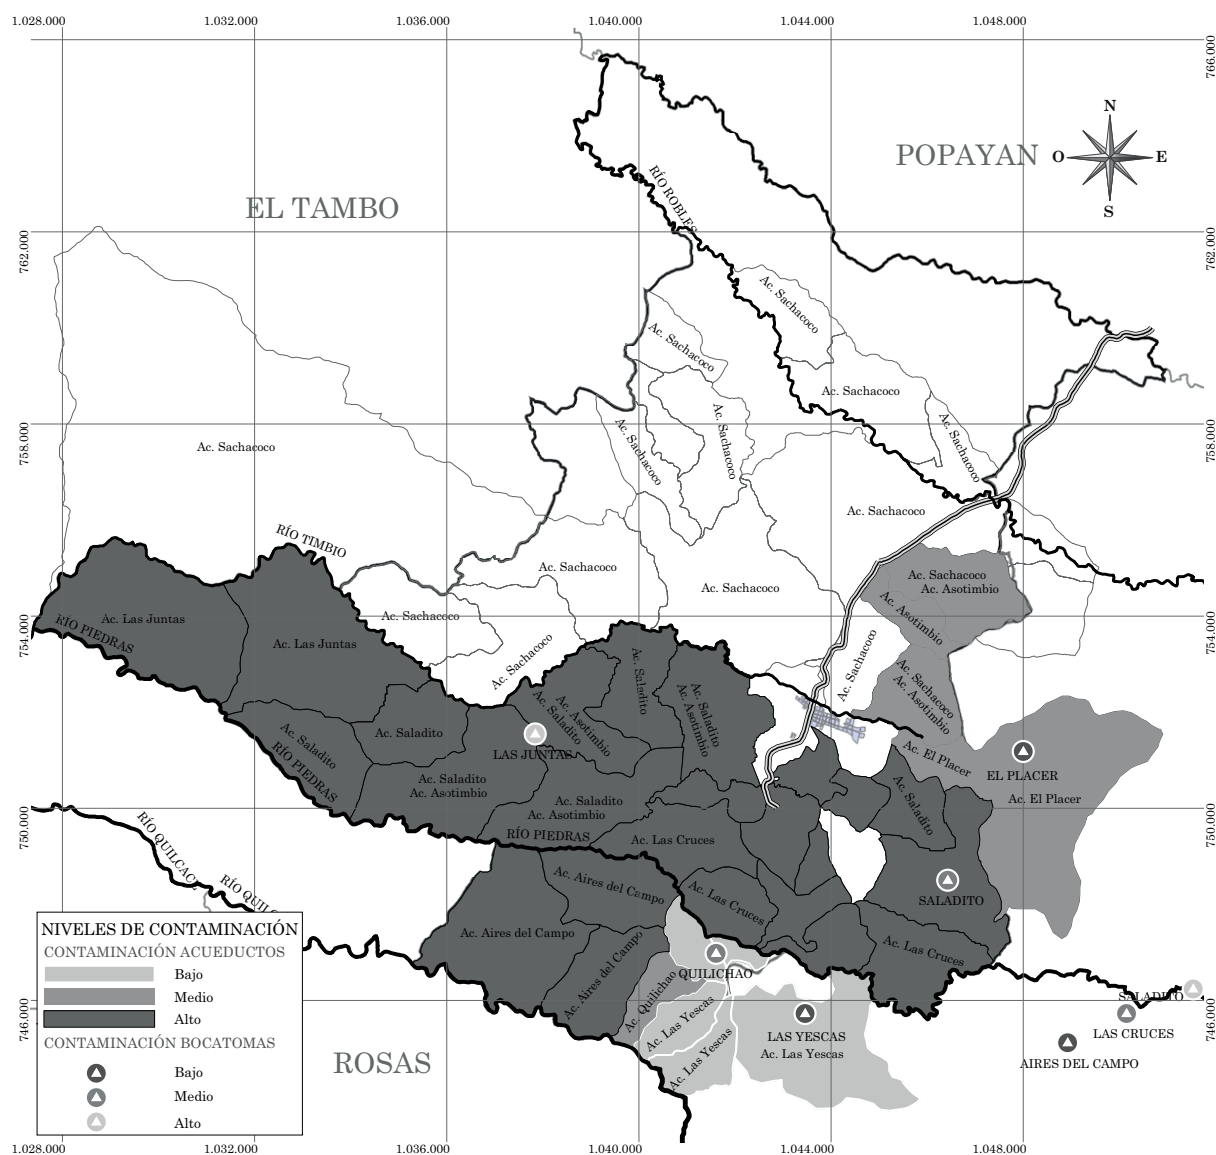 1.028.000 1.032.000 1.036.000 1.040.000 1.044.000 1.048.000
766.000
N
POPAYAN O E
S
RÍO ROBLES
EL TAMBO
762.000 762.000
Ac. Sachacoco
Ac. Sachacoco
Ac. Sachacoco
Ac. Sachacoco
Ac. Sachacoco
Ac. Sachacoco
758.000 758.000
Ac. Sachacoco
Ac. Sachacoco
RÍO TIMBIO
Ac. Sachacoco
Ac. Sachacoco
Ac. Sachacoco
Ac. Asotimbio
Ac. Asotimbio
Ac. Sachacoco
Ac. Las Juntas
RÍO PIEDRAS
754.000 754.000
Ac. Las Juntas
Ac. Sachacoco
Ac. Sachacoco
Ac. Saladito
Ac. Saladito
Ac. Asotimbio
Ac. Sachacoco
Ac. Asotimbio
Ac. Asotimbio
Ac. Saladito
Ac. Saladito
Ac. Saladito
RÍO PIEDRAS
LAS JUNTAS
Ac. El Placer
EL PLACER
Ac. El Placer
Ac. Saladito
Ac. Asotimbio
Ac. Saladito
Ac. Asotimbio
Ac. Saladito
750.000 750.000
RÍO PIEDRAS
Ac. Las Cruces
RÍO QUILCACÉ
RÍO QUILC
Ac. Aires del Campo
Ac. Las Cruces
SALADITO
Ac. Aires del Campo
Ac. Aires del Campo
Ac. Las Cruces
QUILICHAO
Ac. Quilichao
Ac. Las Yescas
Ac. Las Yescas
LAS YESCAS
Ac. Las Yescas
SALADITO
LAS CRUCES
AIRES DEL CAMPO
746.000 746.000
ROSAS
NIVELES DE CONTAMINACIÓN
CONTAMINACIÓN ACUEDUCTOS
Bajo
Medio
Alto
CONTAMINACIÓN BOCATOMAS
Bajo
Medio
Alto
1.028.000 1.032.000 1.036.000 1.040.000 1.044.000 1.048.000